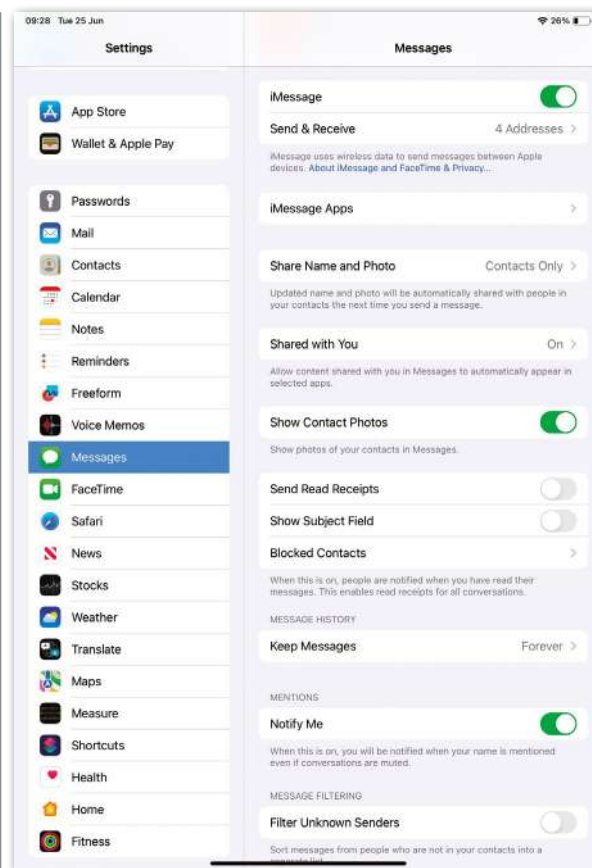 09:28 Tue 25 Jun
26%
Settings
App Store
Wallet & Apple Pay
Passwords
Mail
Contacts
Calendar
Notes
Reminders
Freeform
Voice Memos
Messages
FaceTime
Safari
News
Stocks
Weather
Translate
Maps
Measure
Shortcuts
Health
Home
Fitness
Messages
iMessage
Send & Receive 4 Addresses
iMessage uses wireless data to send messages between Apple
devices. About iMessage and FaceTime & Privacy...
iMessage Apps
Share Name and Photo Contacts Only
Updated name and photo will be automatically shared with people in
your contacts the next time you send a message.
Shared with You On
Allow content shared with you in Messages to automatically appear in
selected apps.
Show Contact Photos
Show photos of your contacts in Messages.
Send Read Receipts
Show Subject Field
Blocked Contacts
When this is on, people are notified when you have read their
messages. This enables read receipts for all conversations.
MESSAGE HISTORY
Keep Messages Forever
MENTIONS
Notify Me
When this is on, you will be notified when your name is mentioned
even if conversations are muted.
MESSAGE FILTERING
Filter Unknown Senders
Sort messages from people who are not in your contacts into a
separate list.